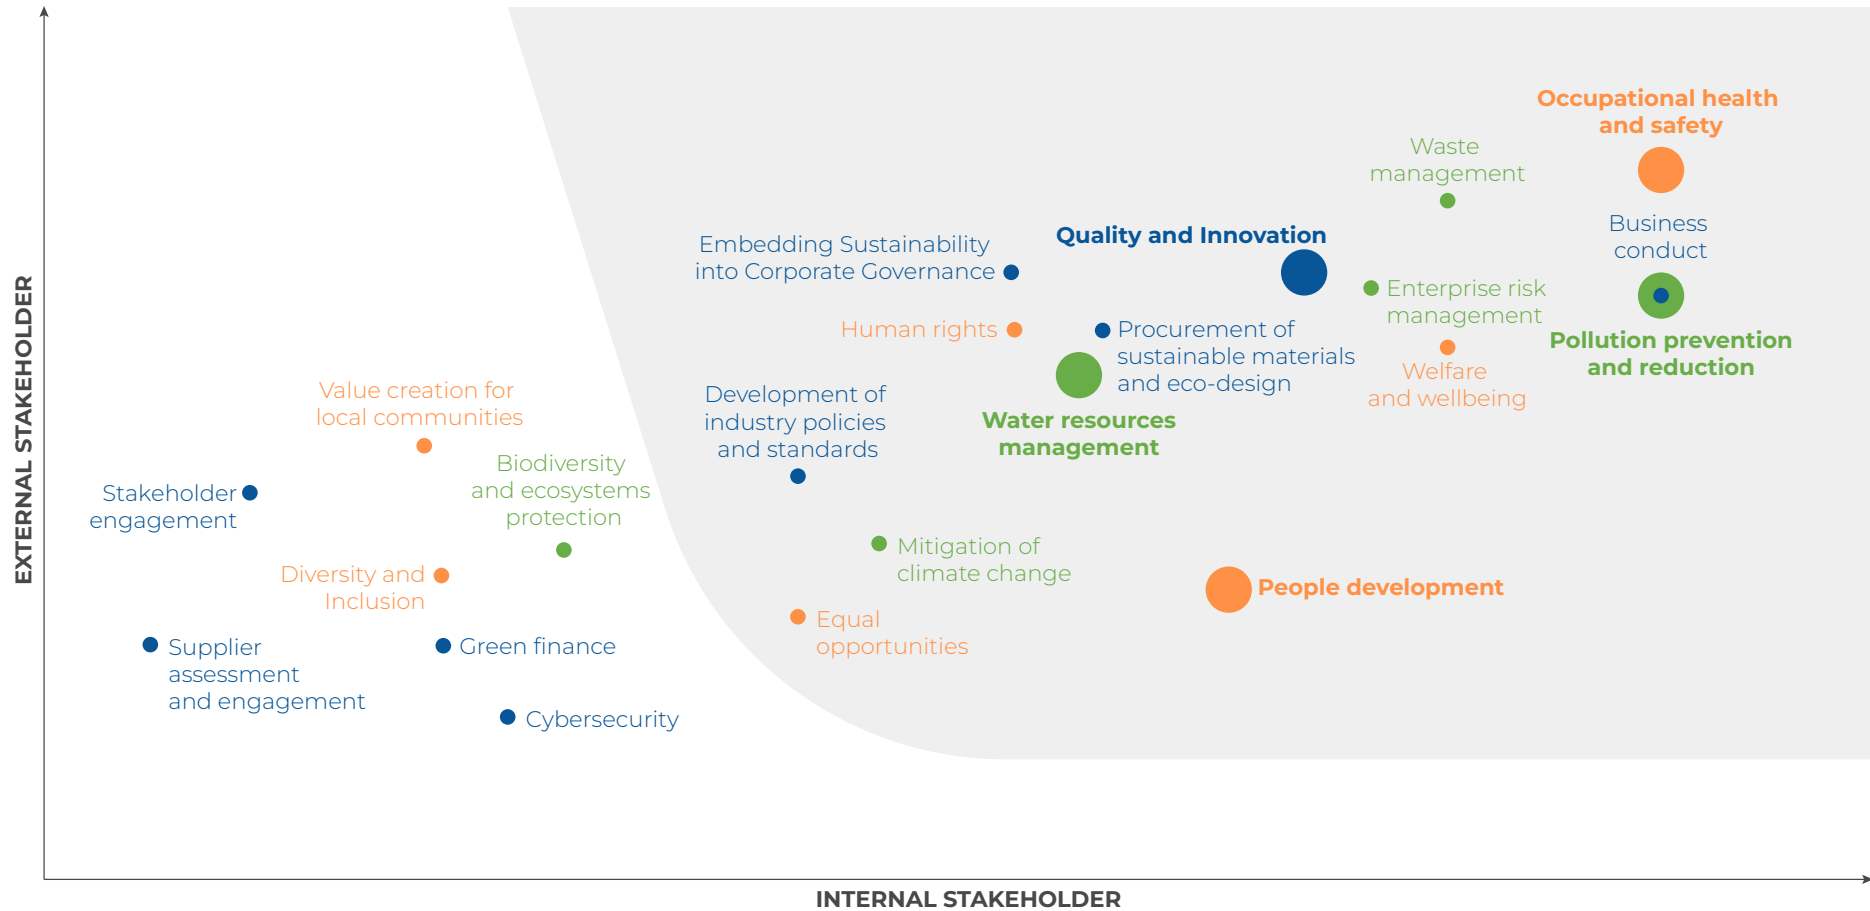 Occupational health
and safety
Waste
management
Business
conduct
Quality and Innovation
Embedding Sustainability
into Corporate Governance
Enterprise risk
management
Human rights
Procurement of
sustainable materials
and eco-design
Pollution prevention
and reduction
Welfare
and wellbeing
Value creation for
local communities
Development of
industry policies
and standards
Water resources
management
Biodiversity
and ecosystems
protection
Stakeholder
engagement
Mitigation of
climate change
Diversity and
Inclusion
People development
Equal
opportunities
Supplier
assessment
and engagement
Green finance
Cybersecurity
EXTERNAL STAKEHOLDER
INTERNAL STAKEHOLDER